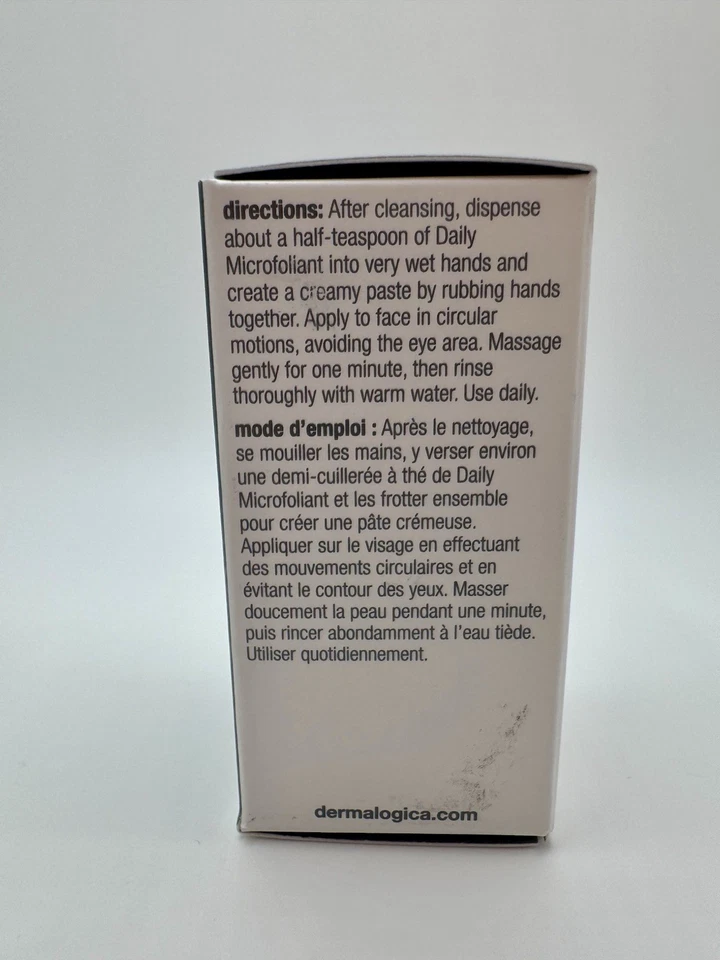 directions: After cleansing, dispense
about a half-teaspoon of Daily
Microfoliant into very wet hands and
create a creamy paste by rubbing hands
together. Apply to face in circular
motions, avoiding the eye area. Massage
gently for one minute, then rinse
thoroughly with warm water. Use daily.
mode d'emploi : Après le nettoyage,
se mouiller les mains, y verser environ
une demi-cuillerée à thé de Daily
Microfoliant et les frotter ensemble
pour créer une pâte crémeuse.
Appliquer sur le visage en effectuant
des mouvements circulaires et en
évitant le contour des yeux. Masser
doucement la peau pendant une minute,
puis rincer abondamment à l'eau tiède.
Utiliser quotidiennement.
dermalogica.com